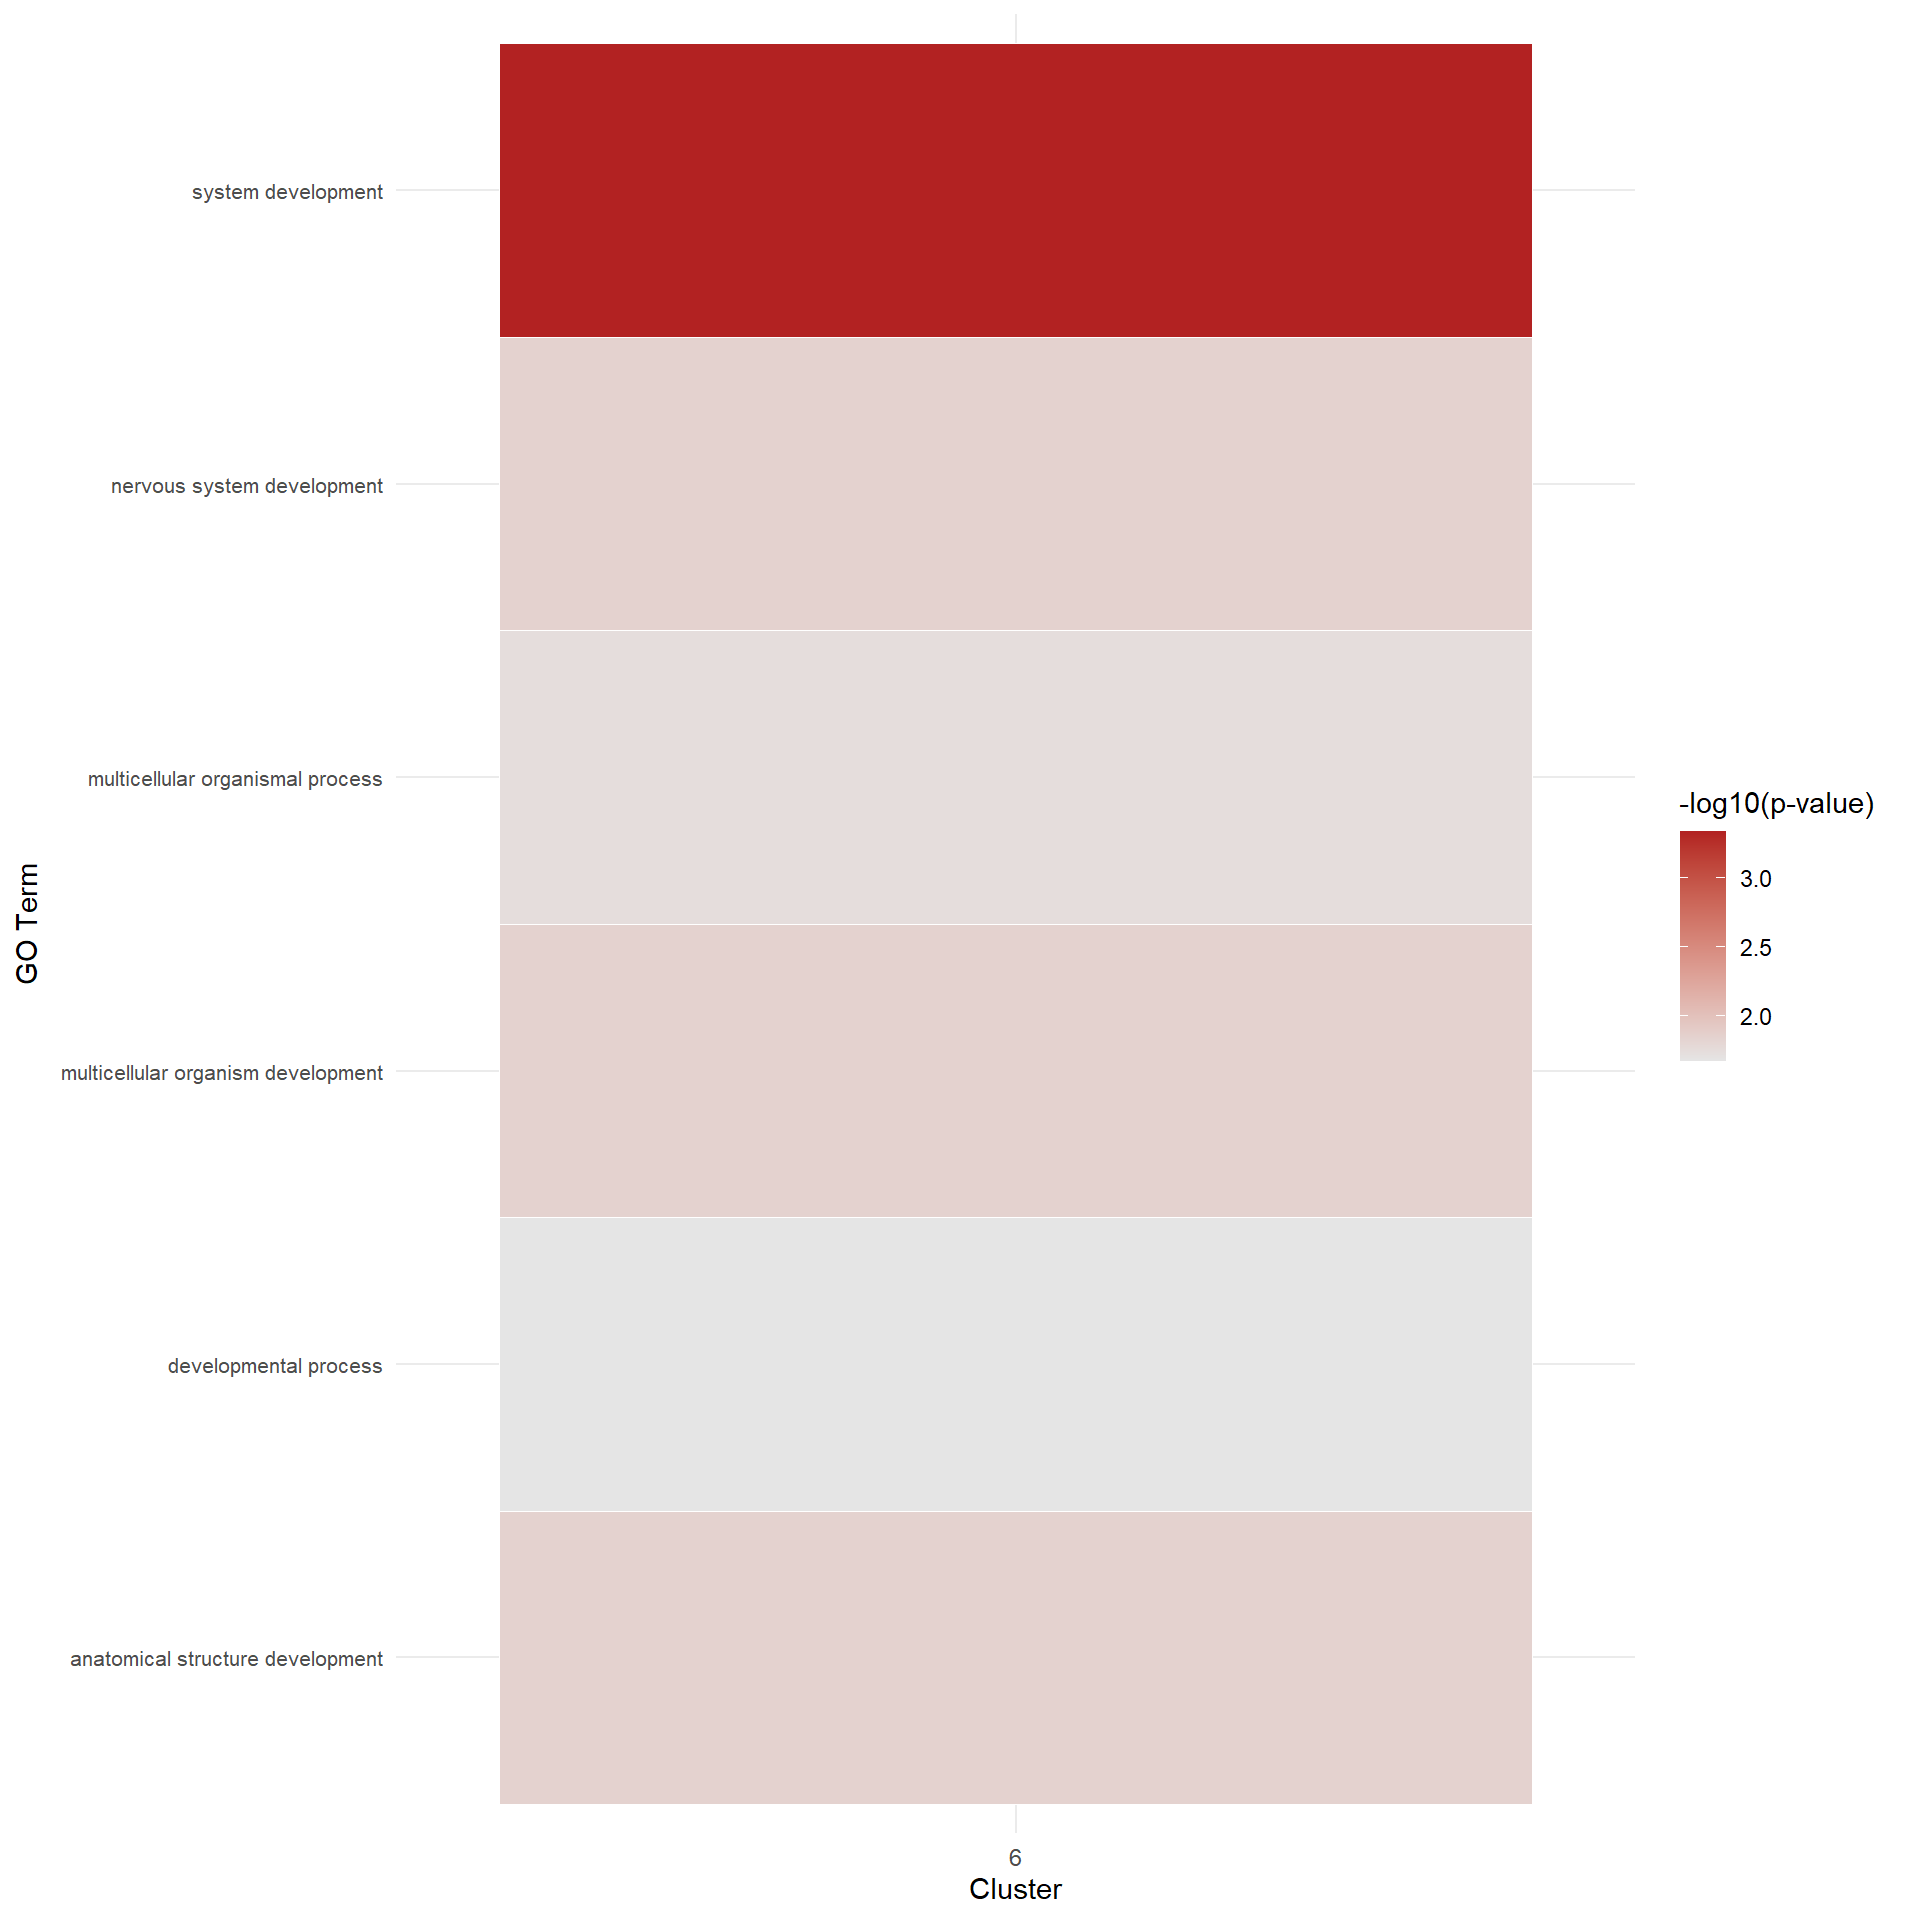 system development
nervous system development
multicellular organismal process
multicellular organism development
developmental process
anatomical structure development
GO Term
6
Cluster
-log10(p-value)
3.0
2.5
2.0